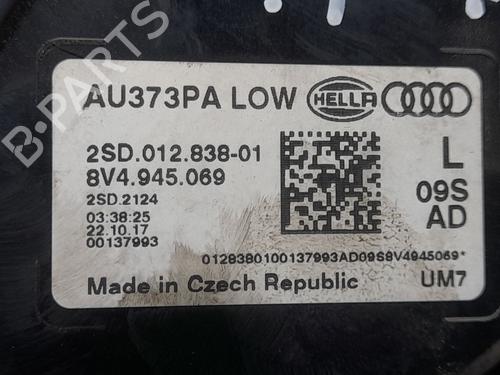 AU373PA LOW HELLA
2SD.012.838-01
8V4.945.069
L
2SD.2124
09S
03:38:25
AD
22.10.17
00137993
0128380100137993AD09S8V4945069*
Made in Czech Republic UM7
B-PARTS